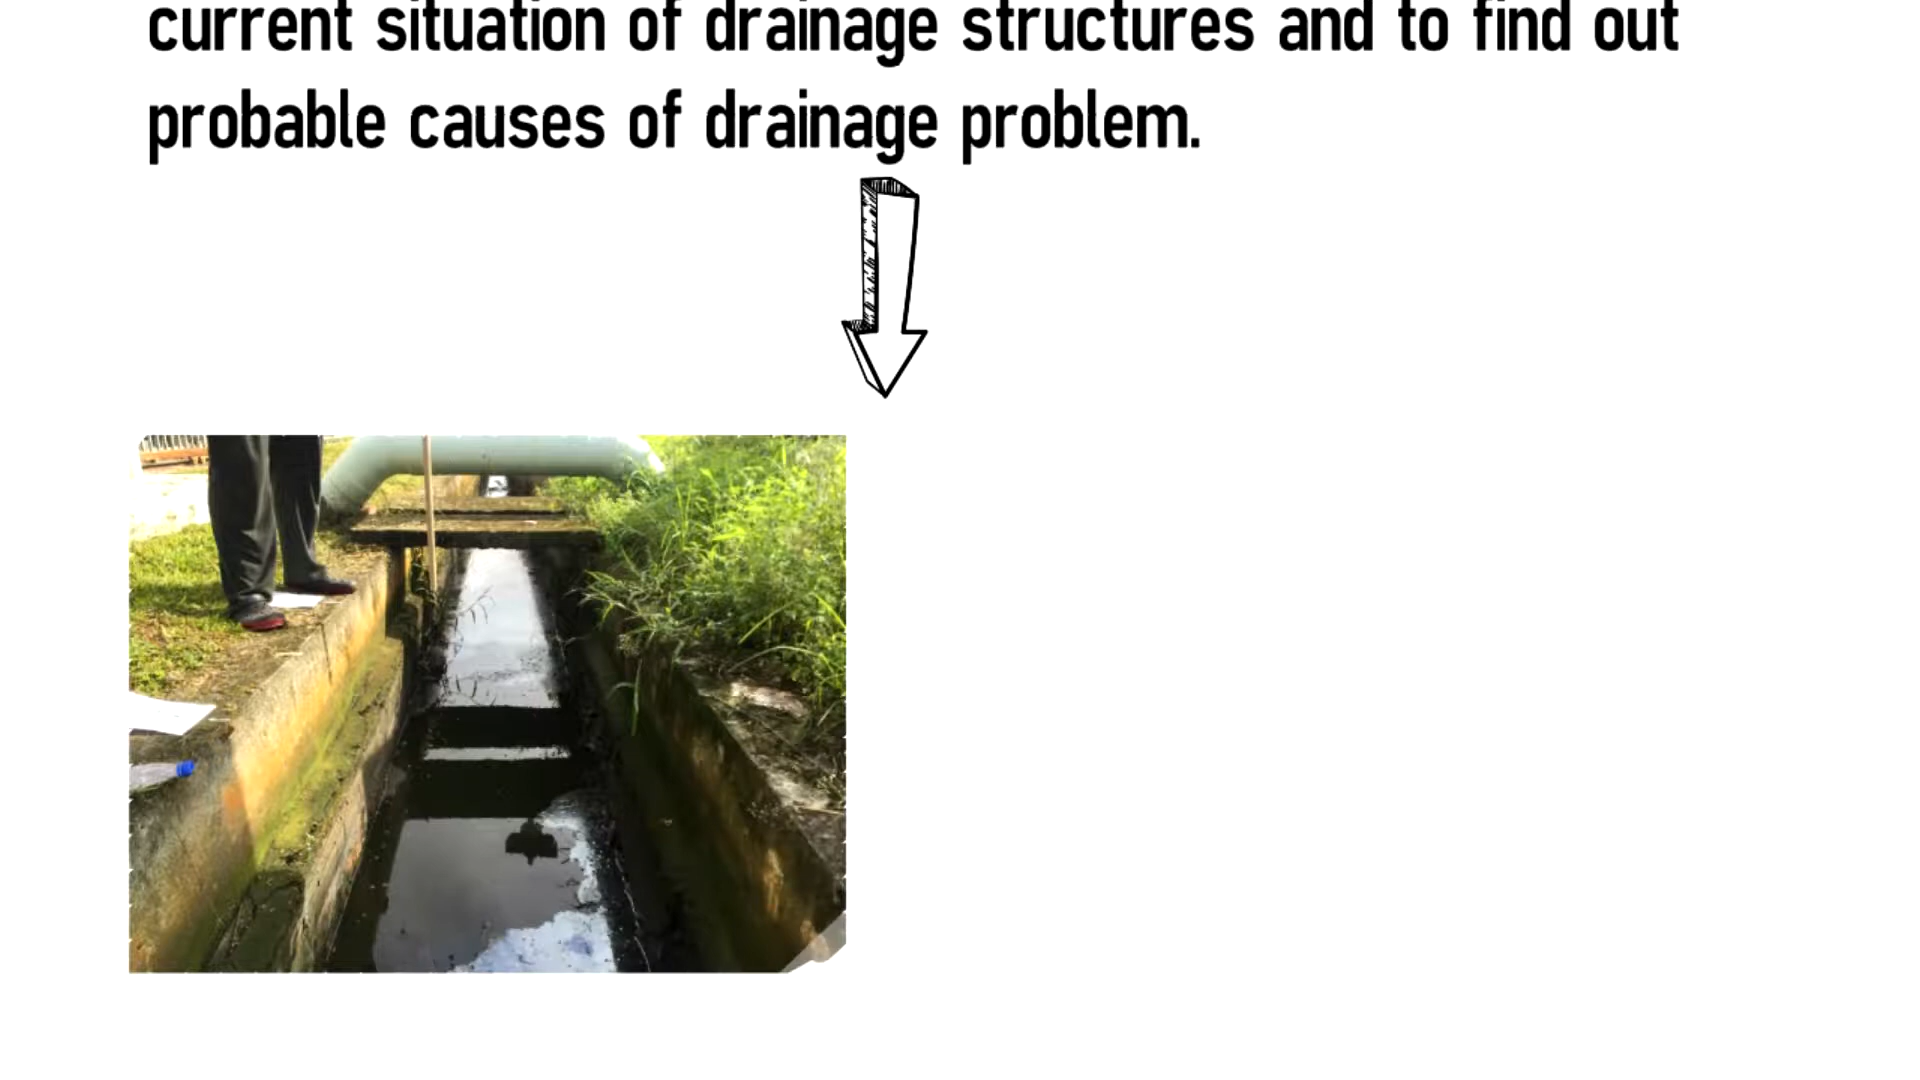 current situation of drainage structures and to find out
probable causes of drainage problem.